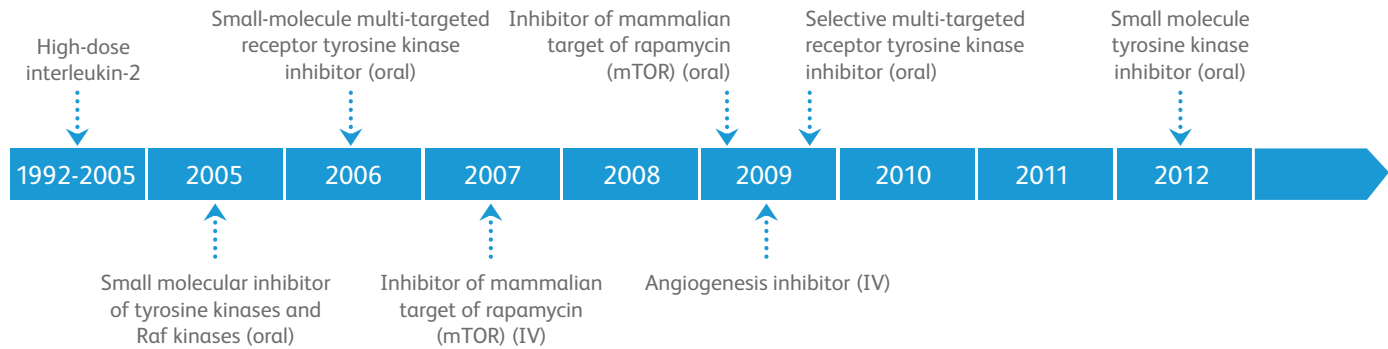 High-dose
interleukin-2
Small-molecule multi-targeted
receptor tyrosine kinase
inhibitor (oral)
Inhibitor of mammalian
target of rapamycin
(mTOR) (oral)
Selective multi-targeted
receptor tyrosine kinase
inhibitor (oral)
Small molecule
tyrosine kinase
inhibitor (oral)
1992-2005
2005
2006
2007
2008
2009
2010
2011
2012
Small molecular inhibitor
of tyrosine kinases and
Raf kinases (oral)
Inhibitor of mammalian
target of rapamycin
(mTOR) (IV)
Angiogenesis inhibitor (IV)